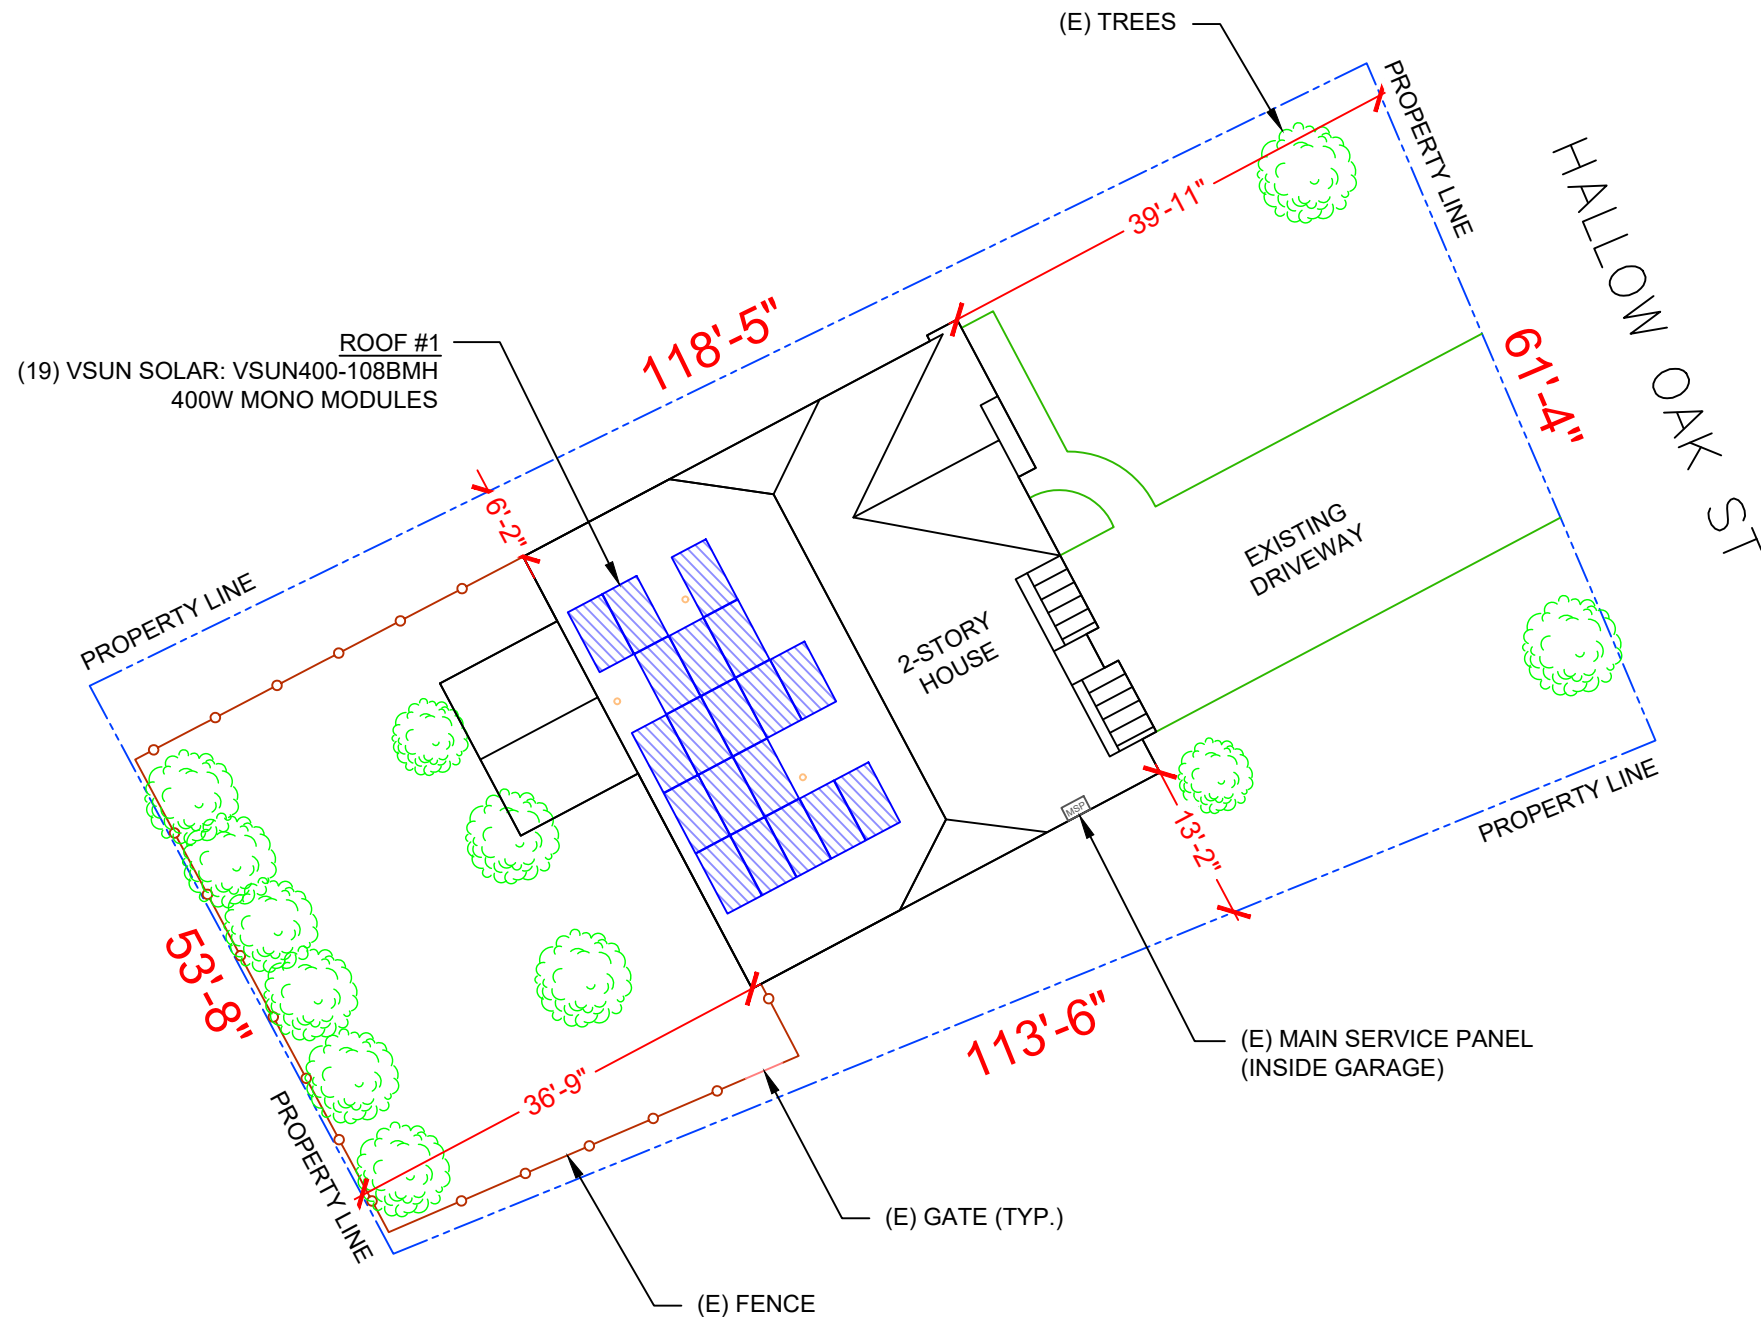 (E) TREES
PROPERTY LINE
HALLOW OAK ST
39'-11"
118'-5"
61'-4"
ROOF #1
(19) VSUN SOLAR: VSUN400-108BMH
400W MONO MODULES
6'-2"
EXISTING
DRIVEWAY
PROPERTY LINE
2-STORY
HOUSE
MSP
13'-2"
PROPERTY LINE
53'-8"
113'-6"
(E) MAIN SERVICE PANEL
(INSIDE GARAGE)
36'-9"
PROPERTY LINE
(E) GATE (TYP.)
(E) FENCE